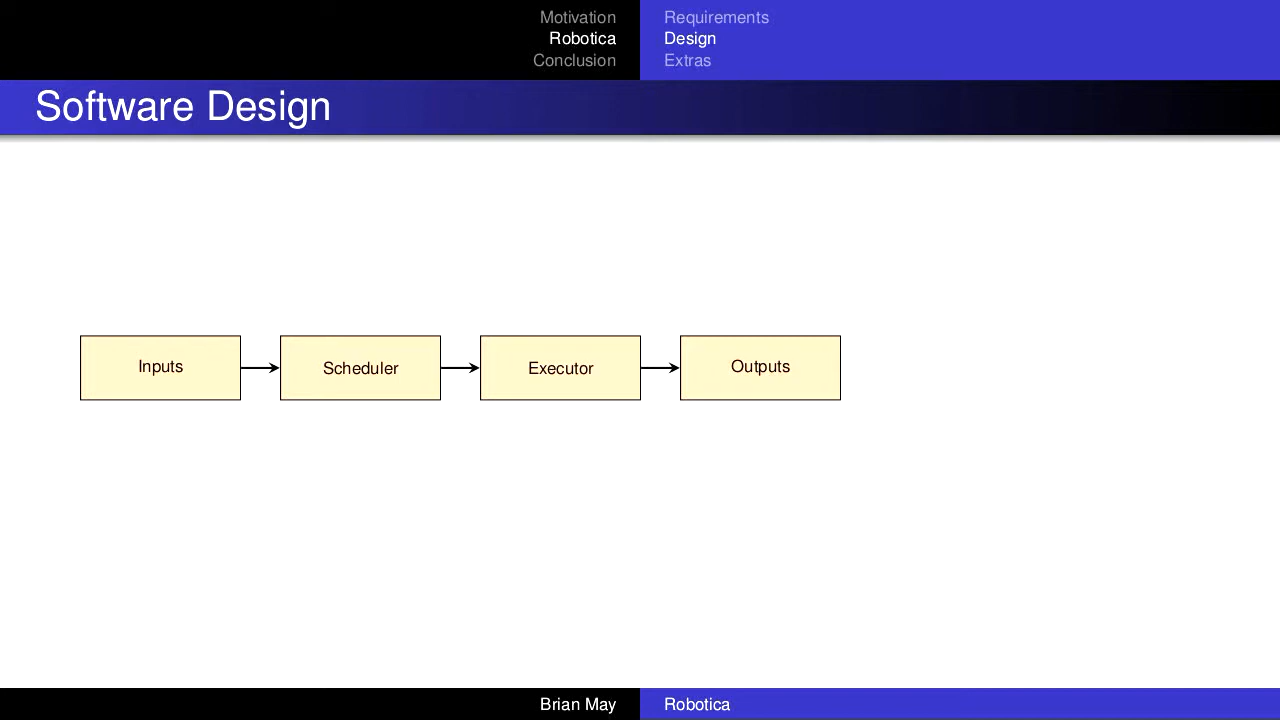 Motivation
Robotica
Conclusion
Requirements
Design
Extras
Software Design
Inputs
Scheduler
Executor
Outputs
Brian May
Robotica